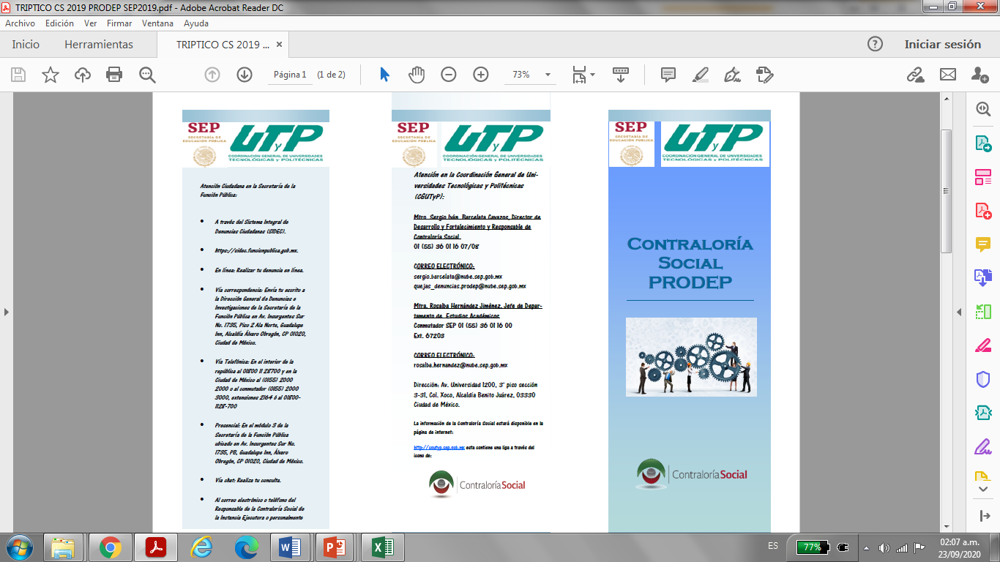 TRIPTICO CS 2019 PRODEP SEP2019.pdf - Adobe Acrobat Reader DC
Archivo Edición Ver Firmar Ventana Ayuda
Inicio Herramientas TRIPTICO CS 2019 ... Iniciar sesión
Página 1 (1 de 2) 73%
SEP
SECRETARÍA DE
EDUCACIÓN PÚBLICA
UTyP
COORDINACIÓN GENERAL DE UNIVERSIDADES
TECNOLÓGICAS y POLITÉCNICAS
Atención Ciudadana en la Secretaría de la
Función Pública:
• A través del Sistema Integral de
Denuncias Ciudadanas (SIDEC).
• https://sidec.funcionpublica.gob.mx.
• En línea: Realizar tu denuncia en línea.
• Vía correspondencia: Envía tu escrito a
la Dirección General de Denuncias e
Investigaciones de la Secretaría de la
Función Pública en Av. Insurgentes Sur
No. 1735, Piso 2 Ala Norte, Guadalupe
Inn, Alcaldía Álvaro Obregón, CP 01020,
Ciudad de México.
• Vía Telefónica: En el interior de la
república al 01800 11 28700 y en la
Ciudad de México al (0155) 2000
2000 o al conmutador (0155) 2000
3000, extensiones 2164 ó al 01800-
1128-700
• Presencial: En el módulo 3 de la
Secretaría de la Función Pública
ubicado en Av. Insurgentes Sur No.
1735, PB, Guadalupe Inn, Álvaro
Obregón, CP 01020, Ciudad de México.
• Vía chat: Realiza tu consulta.
• Al correo electrónico o teléfono del
Responsable de la Contraloría Social de
la Instancia Ejecutora o personalmente
SEP
SECRETARÍA DE
EDUCACIÓN PÚBLICA
UTyP
COORDINACIÓN GENERAL DE UNIVERSIDADES
TECNOLÓGICAS y POLITÉCNICAS
Atención en la Coordinación General de Uni-
versidades Tecnológicas y Politécnicas
(CGUTyP):
Mtro. Sergio Iván Barcelata Cavazos, Director de
Desarrollo y Fortalecimiento y Responsable de
Contraloría Social
01 (55) 36 01 16 07/08
CORREO ELECTRÓNICO:
sergio.barcelata@nube.sep.gob.mx
quejas_denuncias.prodep@nube.sep.gob.mx
Mtra. Rosalba Hernández Jiménez, Jefe de Depar-
tamento de Estudios Académicos
Conmutador SEP 01 (55) 36 01 16 00
Ext. 67203
CORREO ELECTRÓNICO:
rosalba.hernandez@nube.sep.gob.mx
Dirección: Av. Universidad 1200, 3° piso sección
3-31, Col. Xoco, Alcaldía Benito Juárez, 03330
Ciudad de México.
La información de la Contraloría Social estará disponible en la
página de internet:
http://cgutyp.sep.gob.mx esta contiene una liga a través del
icono de:
Contraloría Social
SEP
SECRETARÍA DE
EDUCACIÓN PÚBLICA
UTyP
COORDINACIÓN GENERAL DE UNIVERSIDADES
TECNOLÓGICAS y POLITÉCNICAS
Contraloría
Social
PRODEP
Contraloría Social
ES 77% 02:07 a.m.
23/09/2020